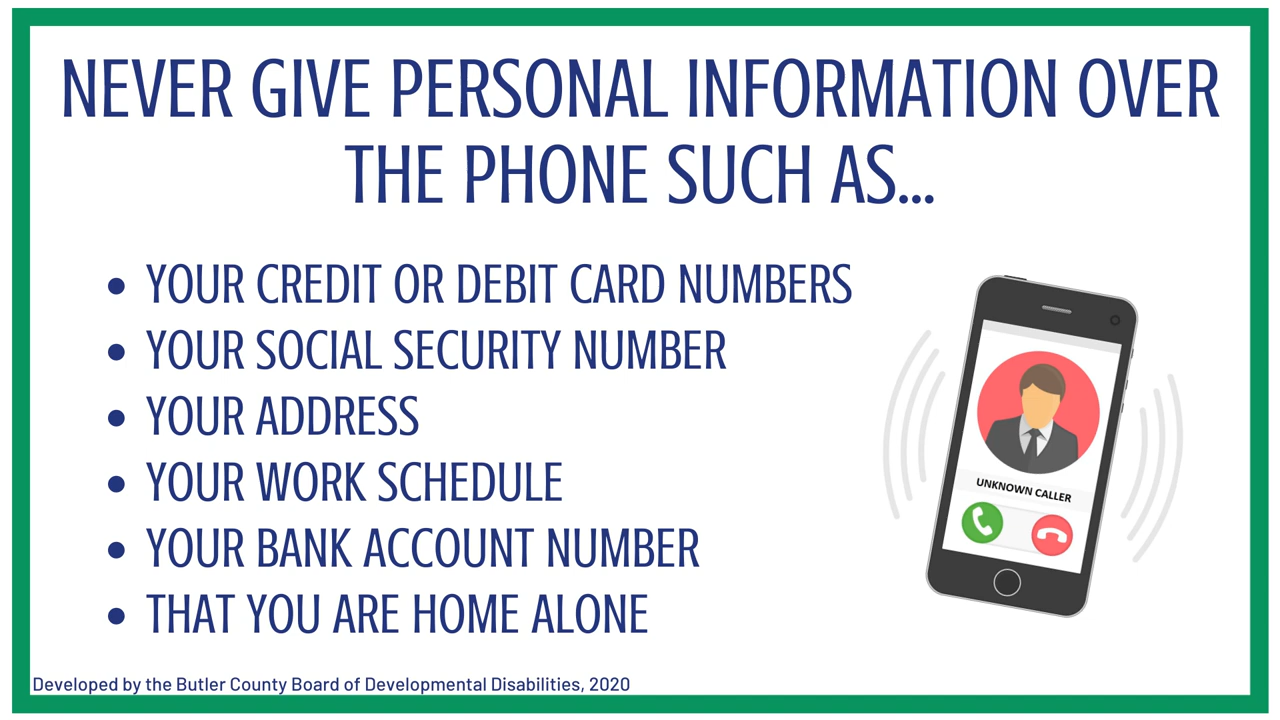 NEVER GIVE PERSONAL INFORMATION OVER
THE PHONE SUCH AS...
• YOUR CREDIT OR DEBIT CARD NUMBERS
• YOUR SOCIAL SECURITY NUMBER
• YOUR ADDRESS
• YOUR WORK SCHEDULE
• YOUR BANK ACCOUNT NUMBER
• THAT YOU ARE HOME ALONE
UNKNOWN CALLER
Developed by the Butler County Board of Developmental Disabilities, 2020